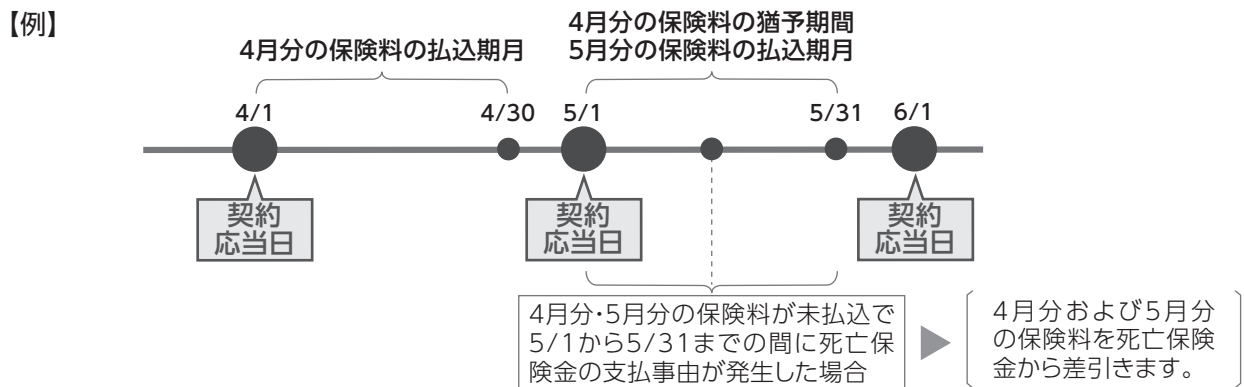 【例】
4月分の保険料の払込期月
4月分の保険料の猶予期間
5月分の保険料の払込期月
4/1
4/30
5/1
5/31
6/1
契約
応当日
契約
応当日
契約
応当日
4月分・5月分の保険料が未払込で
5/1から5/31までの間に死亡保
険金の支払事由が発生した場合
4月分および5月分
の保険料を死亡保険
金から差引きます。